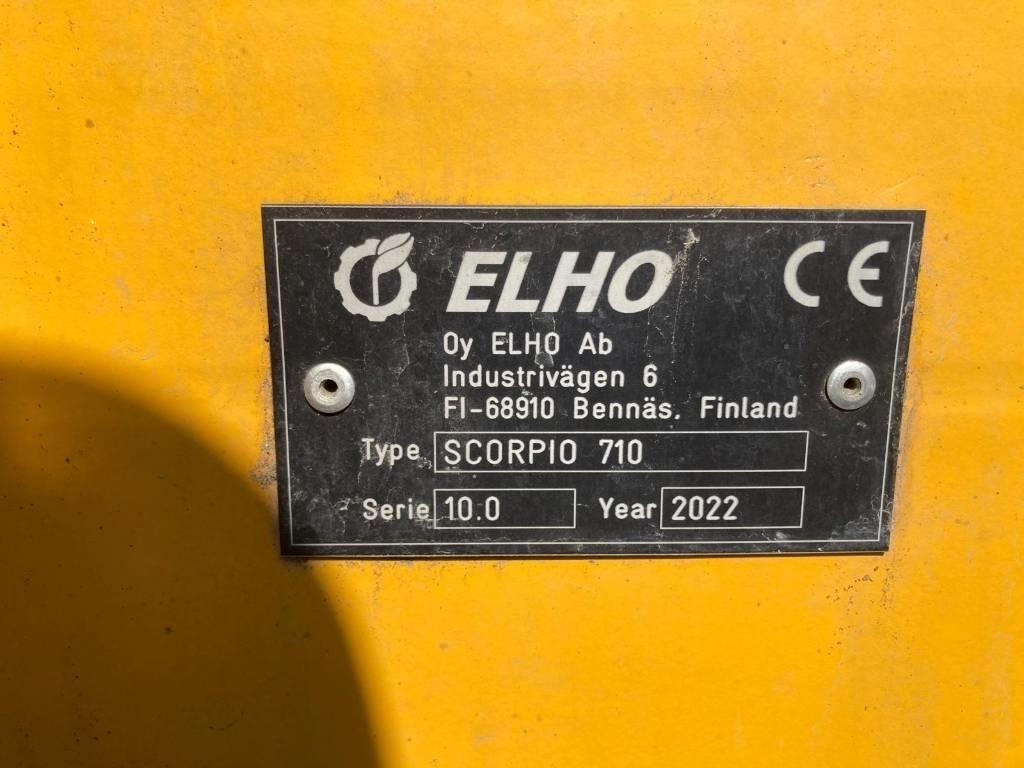 ELHO CE
Oy ELHO Ab
Industrivägen 6
FI-68910 Bennäs, Finland
Type SCORPIO 710
Serie 10.0 Year 2022